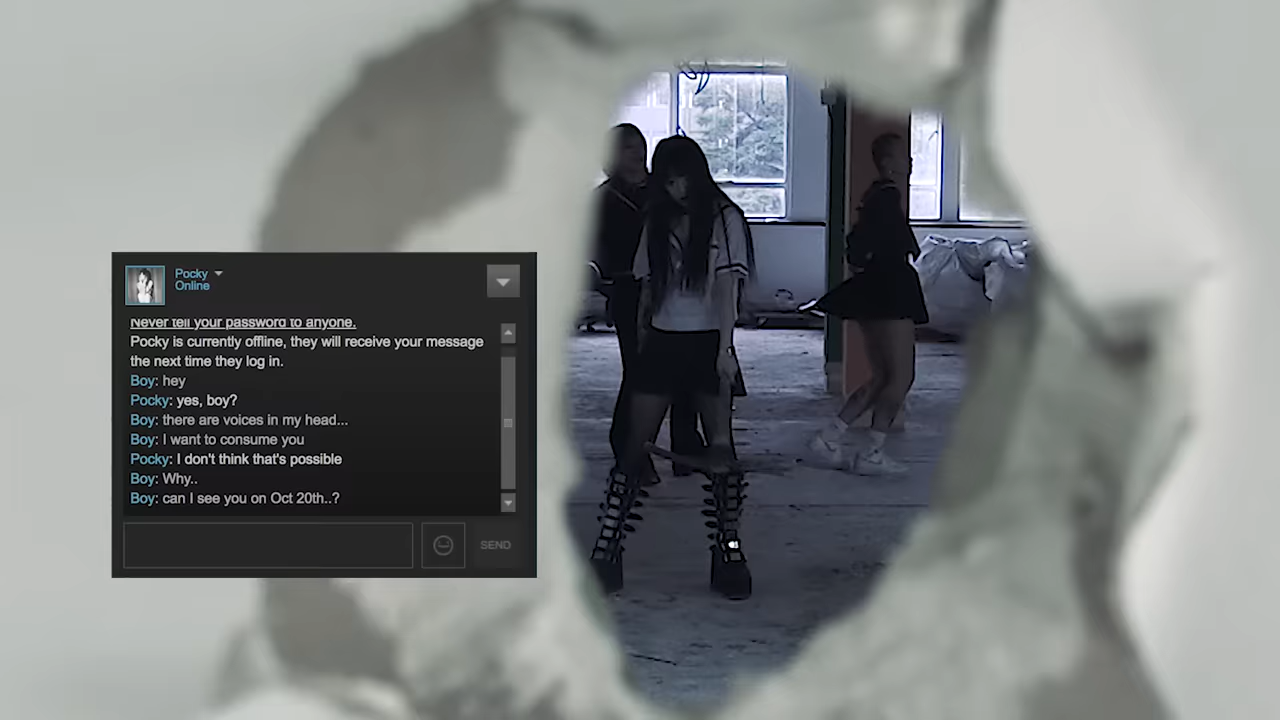 Pocky
Online
Never tell your password to anyone.
Pocky is currently offline, they will receive your message
the next time they log in.
Boy: hey
Pocky: yes, boy?
Boy: there are voices in my head...
Boy: I want to consume you
Pocky: I don't think that's possible
Boy: Why..
Boy: can I see you on Oct 20th..?
SEND